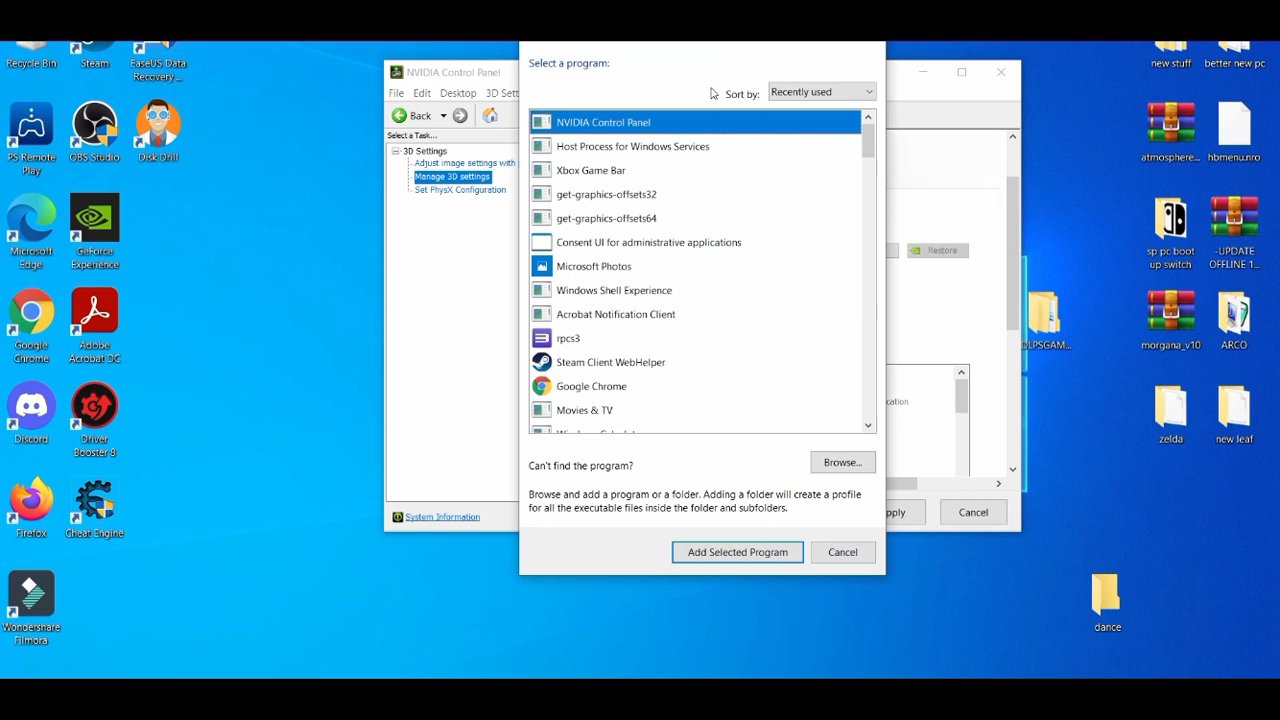 Recycle Bin
Steam
EaseUS Data
Recovery ...
PS Remote
Play
OBS Studio
Disk Drill
Microsoft
Edge
GeForce
Experience
Google
Chrome
Adobe
Acrobat DC
Discord
Driver
Booster 8
Firefox
Cheat Engine
Wondershare
Filmora
NVIDIA Control Panel
File Edit Desktop 3D Sett
Back
Select a Task...
3D Settings
Adjust image settings with
Manage 3D settings
Set PhysX Configuration
System Information
Select a program:
Sort by: Recently used
NVIDIA Control Panel
Host Process for Windows Services
Xbox Game Bar
get-graphics-offsets32
get-graphics-offsets64
Consent UI for administrative applications
Microsoft Photos
Windows Shell Experience
Acrobat Notification Client
rpcs3
Steam Client WebHelper
Google Chrome
Movies & TV
Can't find the program?
Browse...
Browse and add a program or a folder. Adding a folder will create a profile
for all the executable files inside the folder and subfolders.
Add Selected Program
Cancel
Restore
ication
pply
Cancel
DLPSGAM...
new stuff
better new pc
atmosphere...
hbmenu.nro
sp pc boot
up switch
-UPDATE
OFFLINE 1...
morgana_v10
ARCO
zelda
new leaf
dance